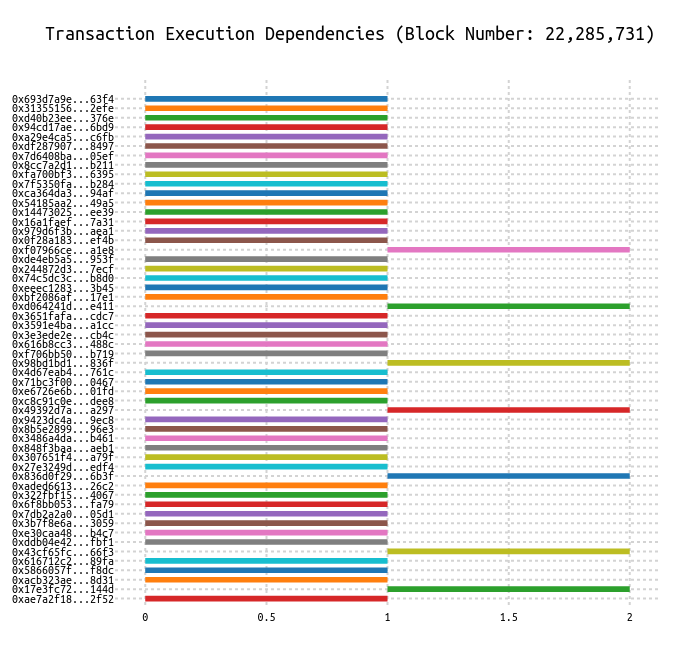 Transaction Execution Dependencies (Block Number: 22,285,731)
0x693d7a9e...63f4
0x31355156...2efe
0xd40b23ee...376e
0x94cd17ae...6bd9
0xa29e4ca5...c6fb
0xdf287907...8497
0x7d6408ba...05ef
0x8cc7a2d1...b211
0xfa700bf3...6395
0x7f5350fa...b284
0xca364da3...94af
0x54185aa2...49a5
0x14473025...ee39
0x16a1faef...7a31
0x979d6f3b...aea1
0x0f28a183...ef4b
0xf07966ce...a1e8
0xde4eb5a5...953f
0x244872d3...7ecf
0x74c5dc3c...b8d0
0xeeec1283...3b45
0xbf2086af...17e1
0xd064241d...e411
0x3651fafa...cdc7
0x3591e4ba...a1cc
0x3e3ede2e...cb4c
0x616b8cc3...488c
0xf706bb50...b719
0x98bd1bd1...836f
0x4d67eab4...761c
0x71bc3f00...0467
0xe6726e6b...01fd
0xc8c91c0e...dee8
0x49392d7a...a297
0x9423dc4a...9ec0
0x8b5e2899...96e3
0x3486a4da...b461
0x848f3baa...aeb1
0x307651f4...a79f
0x27e3249d...edf4
0x836d0f29...6b3f
0xaded6613...26c2
0x322fbf15...4067
0x6f8bb053...fa79
0x7db2a2a0...05d1
0x3b7f8e6a...3059
0xe30caa48...b4c7
0xddb04e42...fbf1
0x43cf65fc...66f3
0x616712c2...89fa
0x5866057f...f8dc
0xacb323ae...8d31
0x17e3fc72...144d
0xae7a2f18...2f52
0 0.5 1 1.5 2